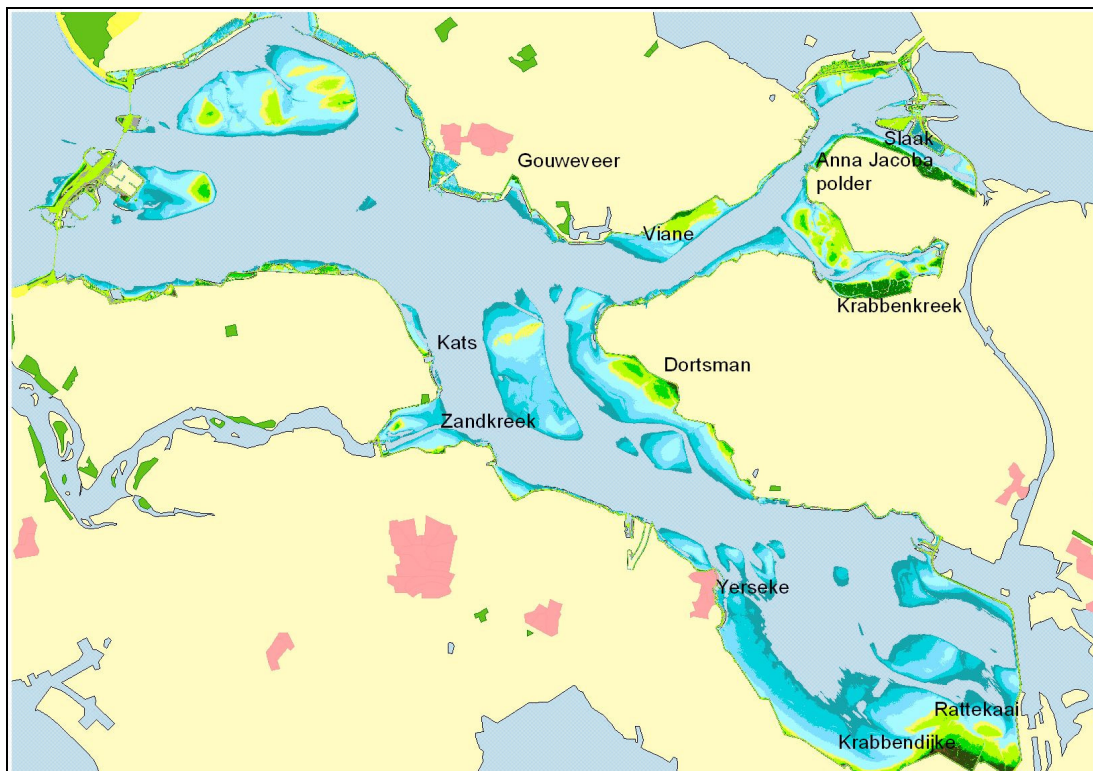 Slaak
Gouweveer
Anna Jacoba
polder
Viane
Krabbenkreek
Kats
Dortsman
Zandkreek
Yerseke
Rattekaai
Krabbendijke